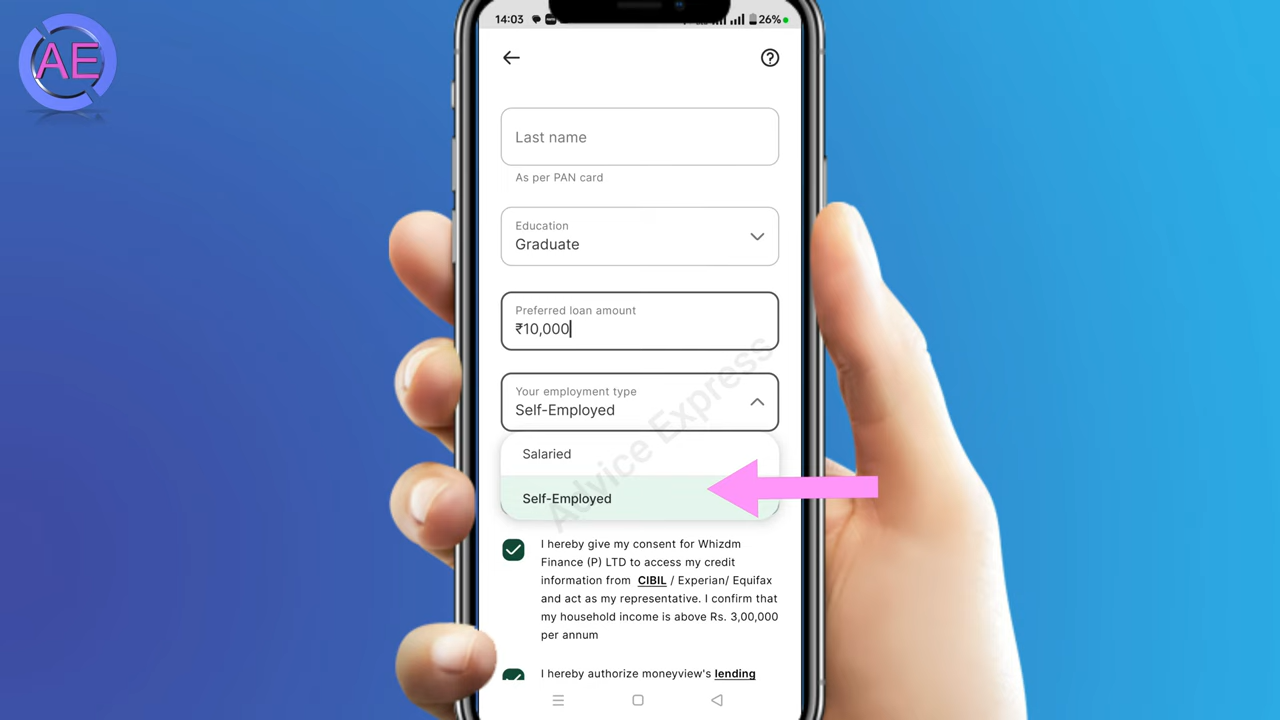 AE
14:03
26%
Last name
As per PAN card
Education
Graduate
Preferred loan amount
₹10,000
Your employment type
Self-Employed
Salaried
Self-Employed
Advice Express
I hereby give my consent for Whizdm
Finance (P) LTD to access my credit
information from CIBIL / Experian/ Equifax
and act as my representative. I confirm that
my household income is above Rs. 3,00,000
per annum
I hereby authorize moneyview's lending